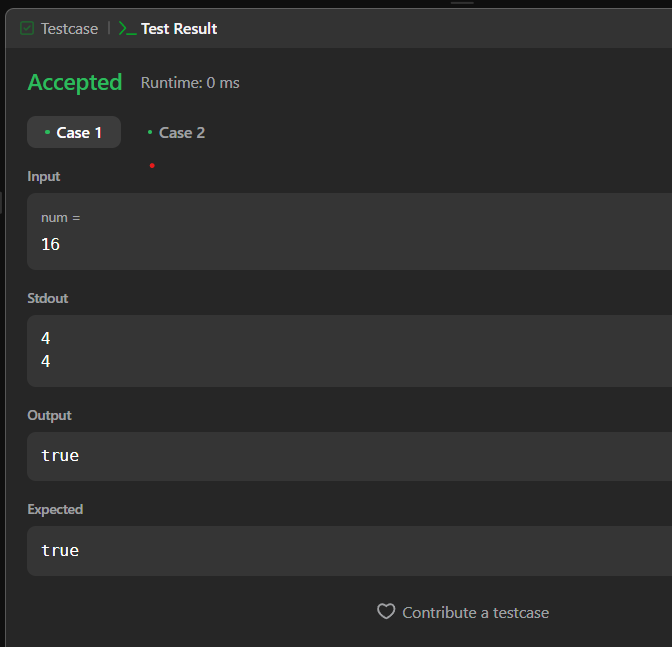 Testcase | >_ Test Result
Accepted Runtime: 0 ms
• Case 1 • Case 2
Input
num =
16
Stdout
4
4
Output
true
Expected
true
Contribute a testcase